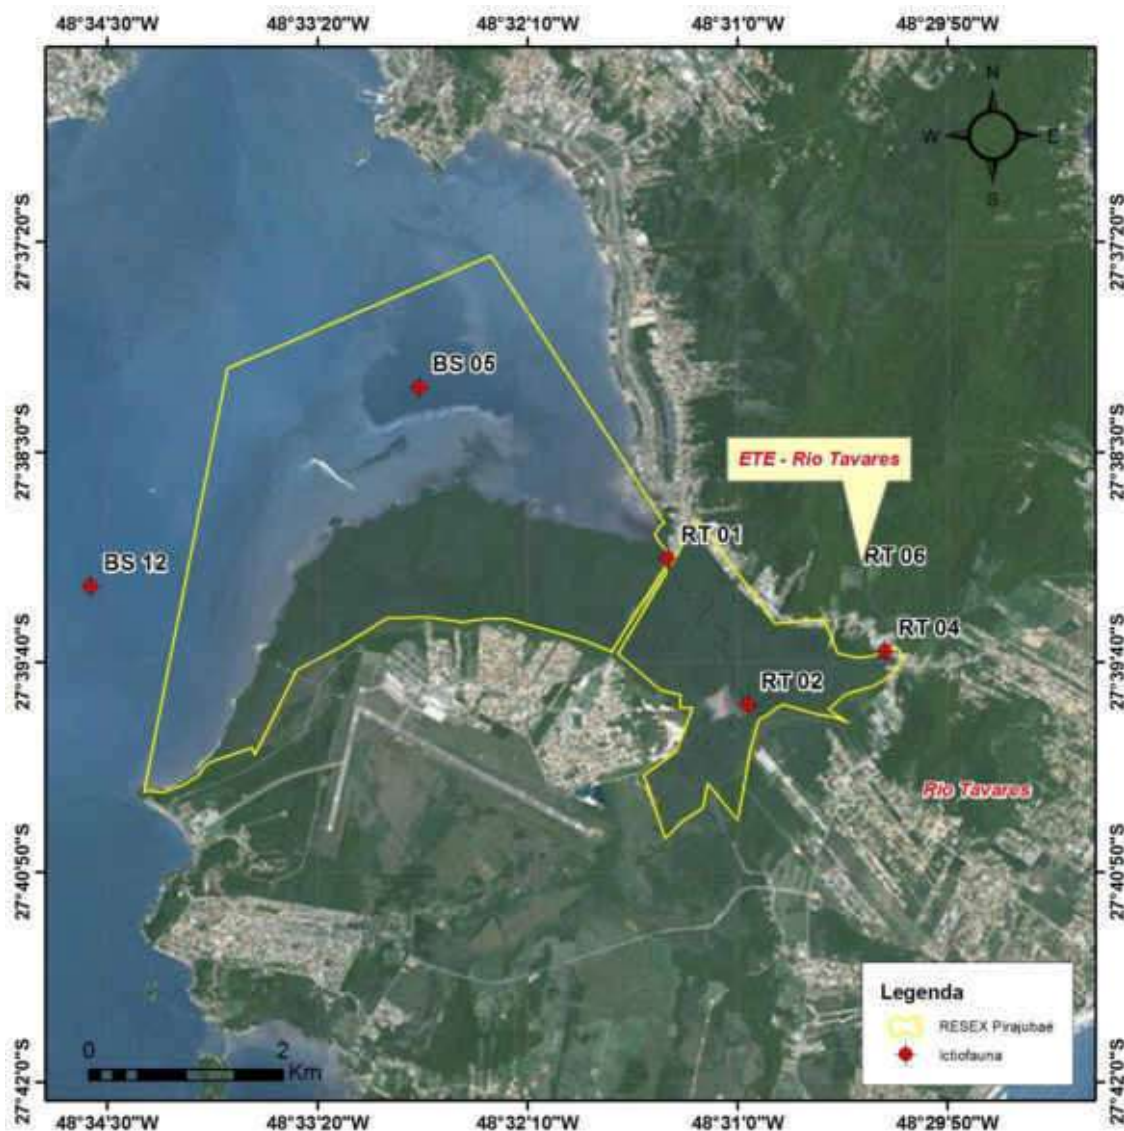 48°34'30"W 48°33'20"W 48°32'10"W 48°31'0"W 48°29'50"W
N
W E
S
27°37'20"S 27°37'20"S
BS 05
27°38'30"S 27°38'30"S
ETE - Rio Tavares
RT 01
RT 06
BS 12
RT 04
27°39'40"S 27°39'40"S
RT 02
Rio Tavares
27°40'50"S 27°40'50"S
Legenda
RESEX Pirajubaé
Ictiofauna
0 2
Km
27°42'0"S 27°42'0"S
48°34'30"W 48°33'20"W 48°32'10"W 48°31'0"W 48°29'50"W